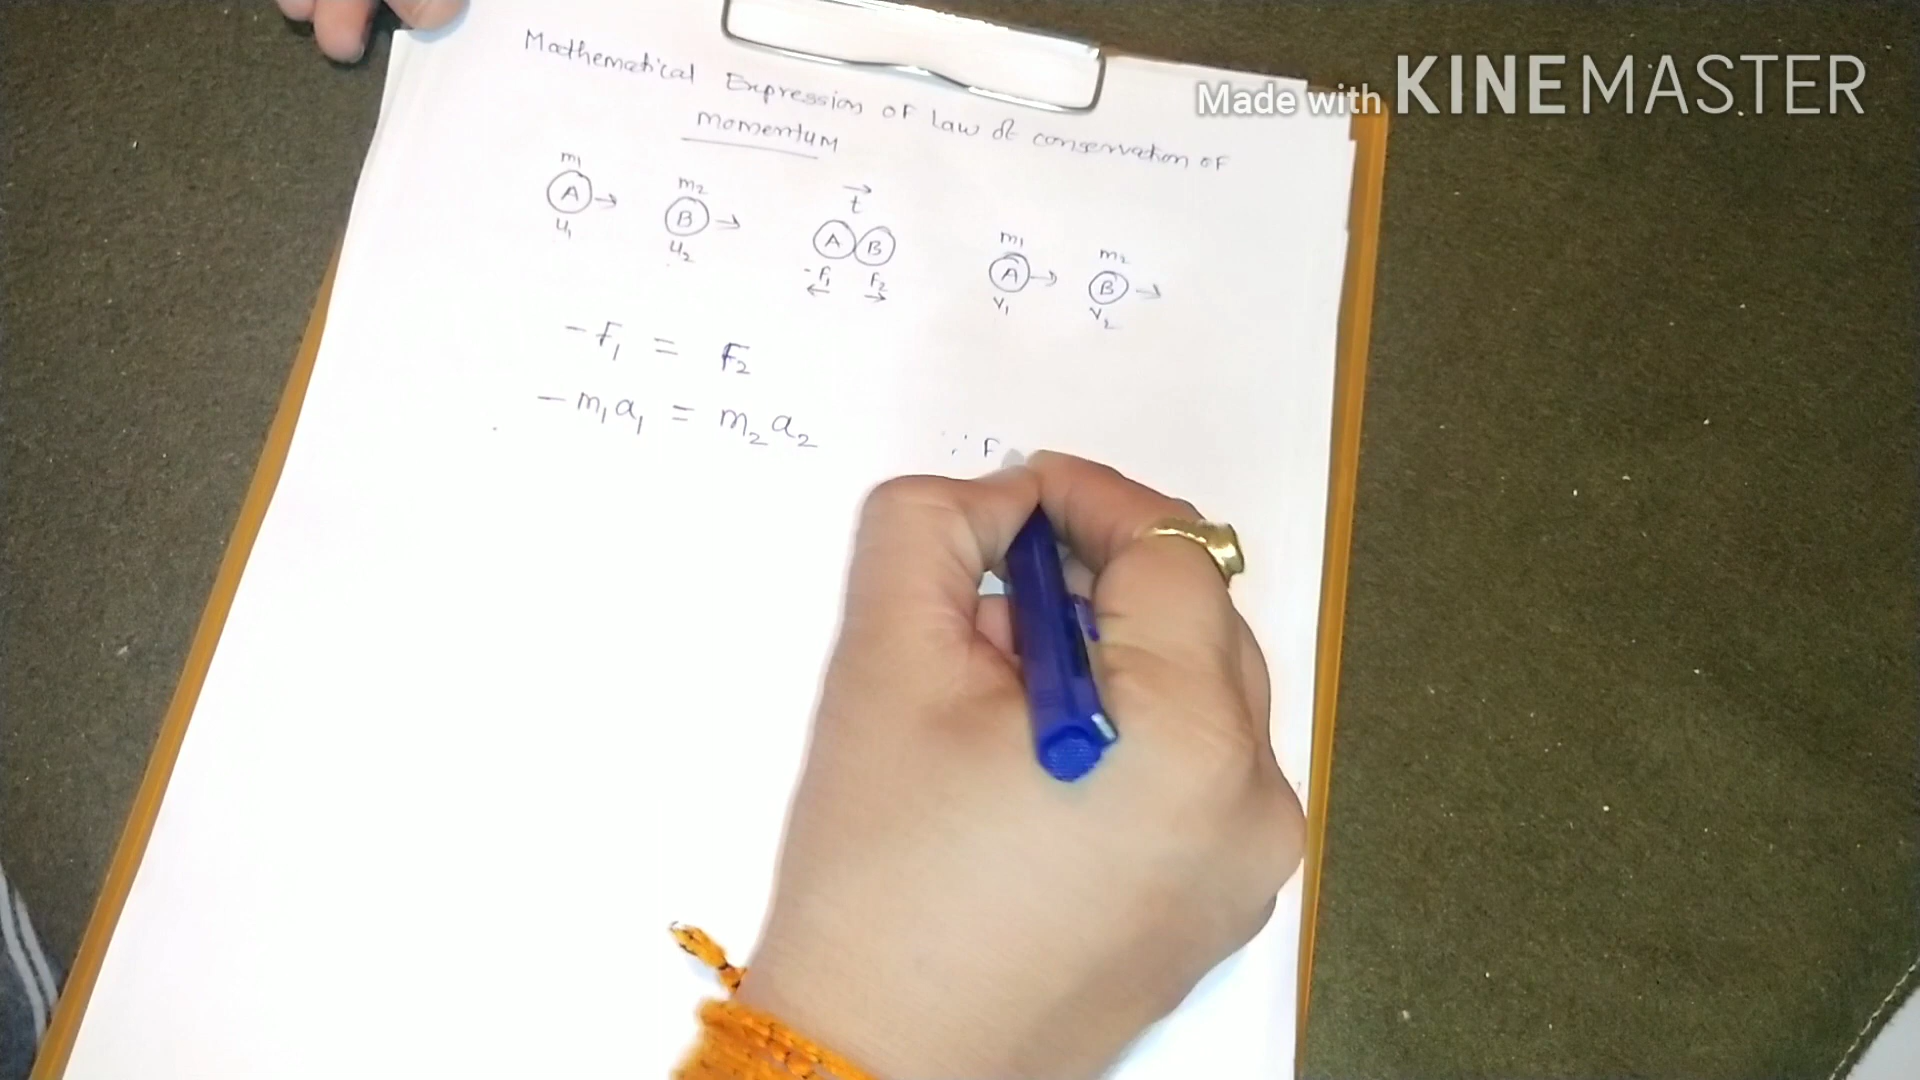 Made with KINEMASTER
Mathematical Expression of Law of conservation of
momentum
m1 m2 t m1 m2
A → B → A B A → B →
u1 u2 -F1 F2 v1 v2
-F1 = F2
-m1a1 = m2a2 ∵ F